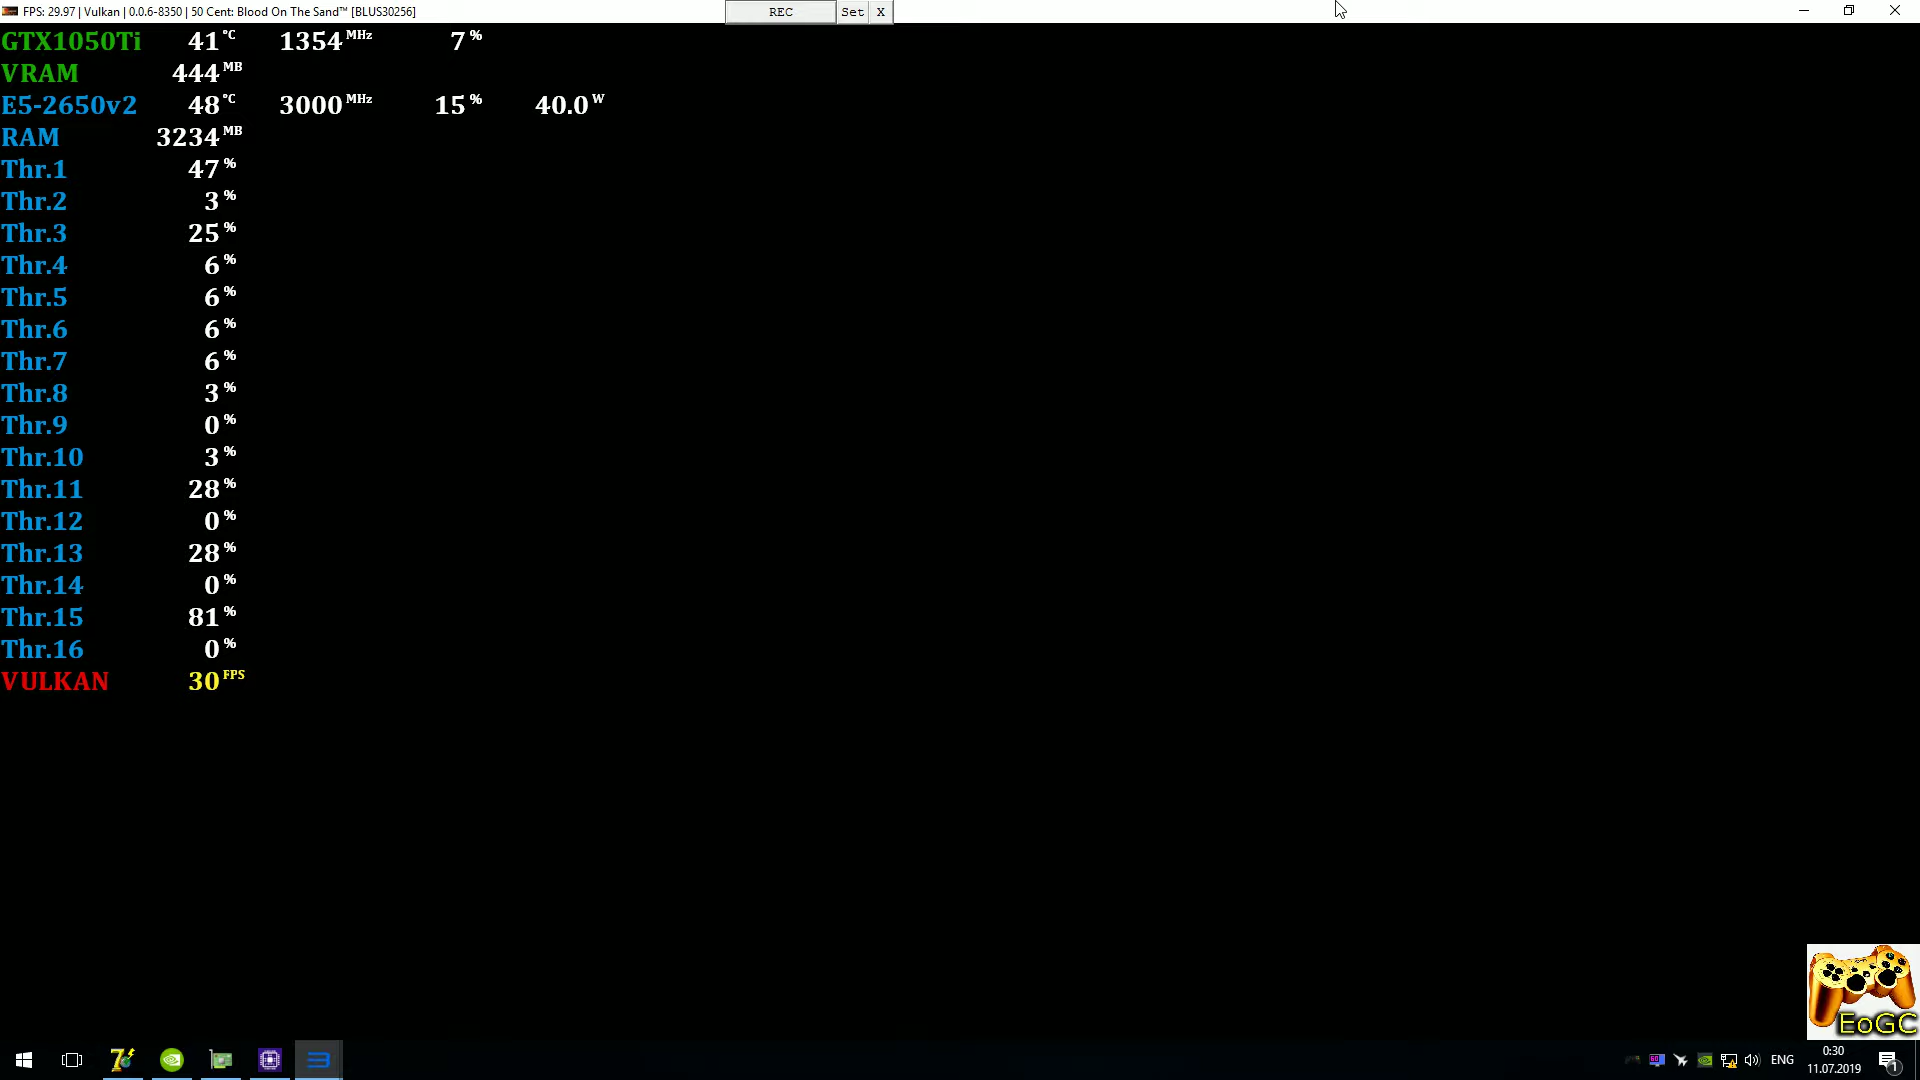 FPS: 29.97 | Vulkan | 0.0.6-8350 | 50 Cent: Blood On The Sand™ [BLUS30256] REC Set X
GTX1050Ti 41 °C 1354 MHz 7 %
VRAM 444 MB
E5-2650v2 48 °C 3000 MHz 15 % 40.0 W
RAM 3234 MB
Thr.1 47 %
Thr.2 3 %
Thr.3 25 %
Thr.4 6 %
Thr.5 6 %
Thr.6 6 %
Thr.7 6 %
Thr.8 3 %
Thr.9 0 %
Thr.10 3 %
Thr.11 28 %
Thr.12 0 %
Thr.13 28 %
Thr.14 0 %
Thr.15 81 %
Thr.16 0 %
VULKAN 30 FPS
EoGC
ENG
0:30
11.07.2019
1